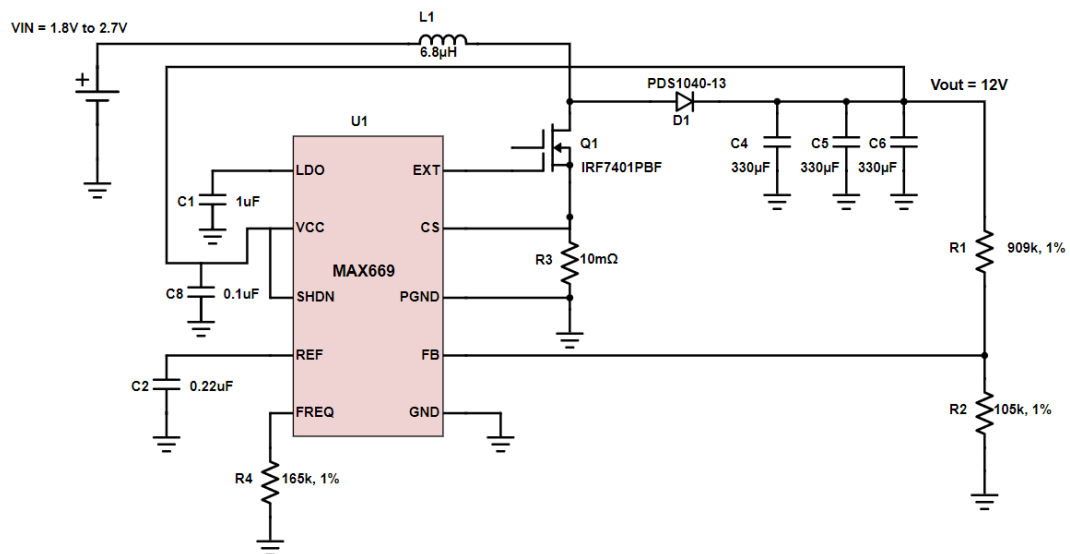 L1
VIN = 1.8V to 2.7V
6.8µH
+
PDS1040-13
Vout = 12V
D1
U1
C4
330µF
C5
330µF
C6
330µF
Q1
IRF7401PBF
LDO
EXT
C1
1uF
VCC
CS
R1
909k, 1%
R3
10mΩ
MAX669
C8
0.1uF
SHDN
PGND
REF
FB
C2
0.22uF
FREQ
GND
R2
105k, 1%
R4
165k, 1%